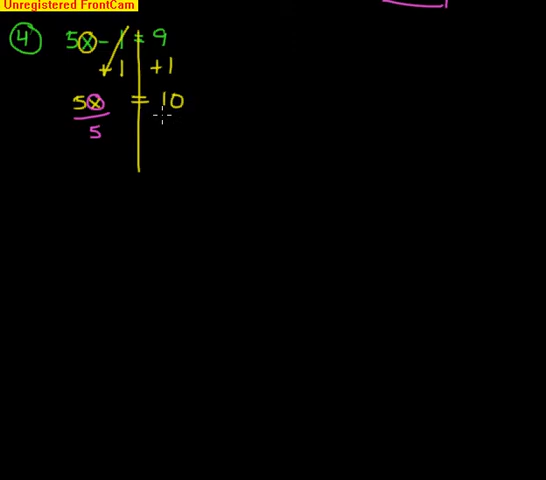 Unregistered FrontCam
4 5x - 1 = 9
+ 1 + 1
5x = 10
5